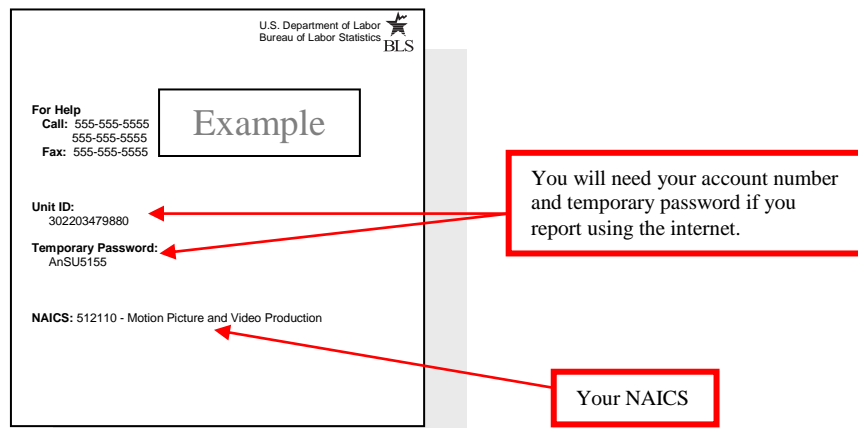 U.S. Department of Labor
Bureau of Labor Statistics
BLS
For Help
Call: 555-555-5555
555-555-5555
Fax: 555-555-5555
Example
Unit ID:
302203479880
Temporary Password:
AnSU5155
NAICS: 512110 - Motion Picture and Video Production
You will need your account number
and temporary password if you
report using the internet.
Your NAICS